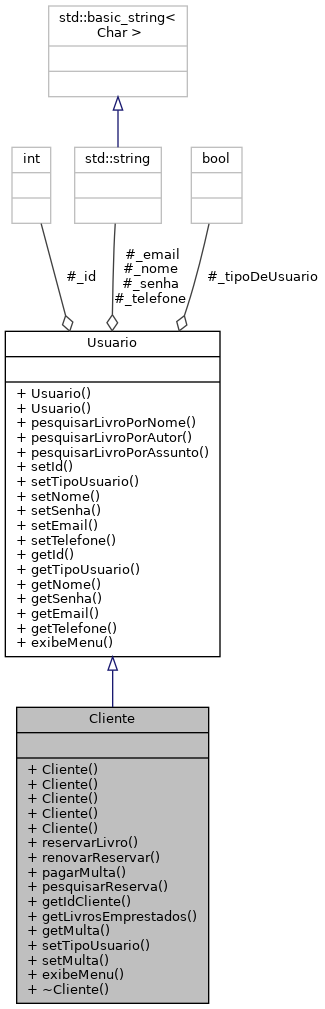 std::basic_string<
Char >
int
std::string
bool
#_id
#_email
#_nome
#_senha
#_telefone
#_tipoDeUsuario
Usuario
+ Usuario()
+ Usuario()
+ pesquisarLivroPorNome()
+ pesquisarLivroPorAutor()
+ pesquisarLivroPorAssunto()
+ setId()
+ setTipoUsuario()
+ setNome()
+ setSenha()
+ setEmail()
+ setTelefone()
+ getId()
+ getTipoUsuario()
+ getNome()
+ getSenha()
+ getEmail()
+ getTelefone()
+ exibeMenu()
Cliente
+ Cliente()
+ Cliente()
+ Cliente()
+ Cliente()
+ Cliente()
+ reservarLivro()
+ renovarReservar()
+ pagarMulta()
+ pesquisarReserva()
+ getIdCliente()
+ getLivrosEmprestados()
+ getMulta()
+ setTipoUsuario()
+ setMulta()
+ exibeMenu()
+ ~Cliente()